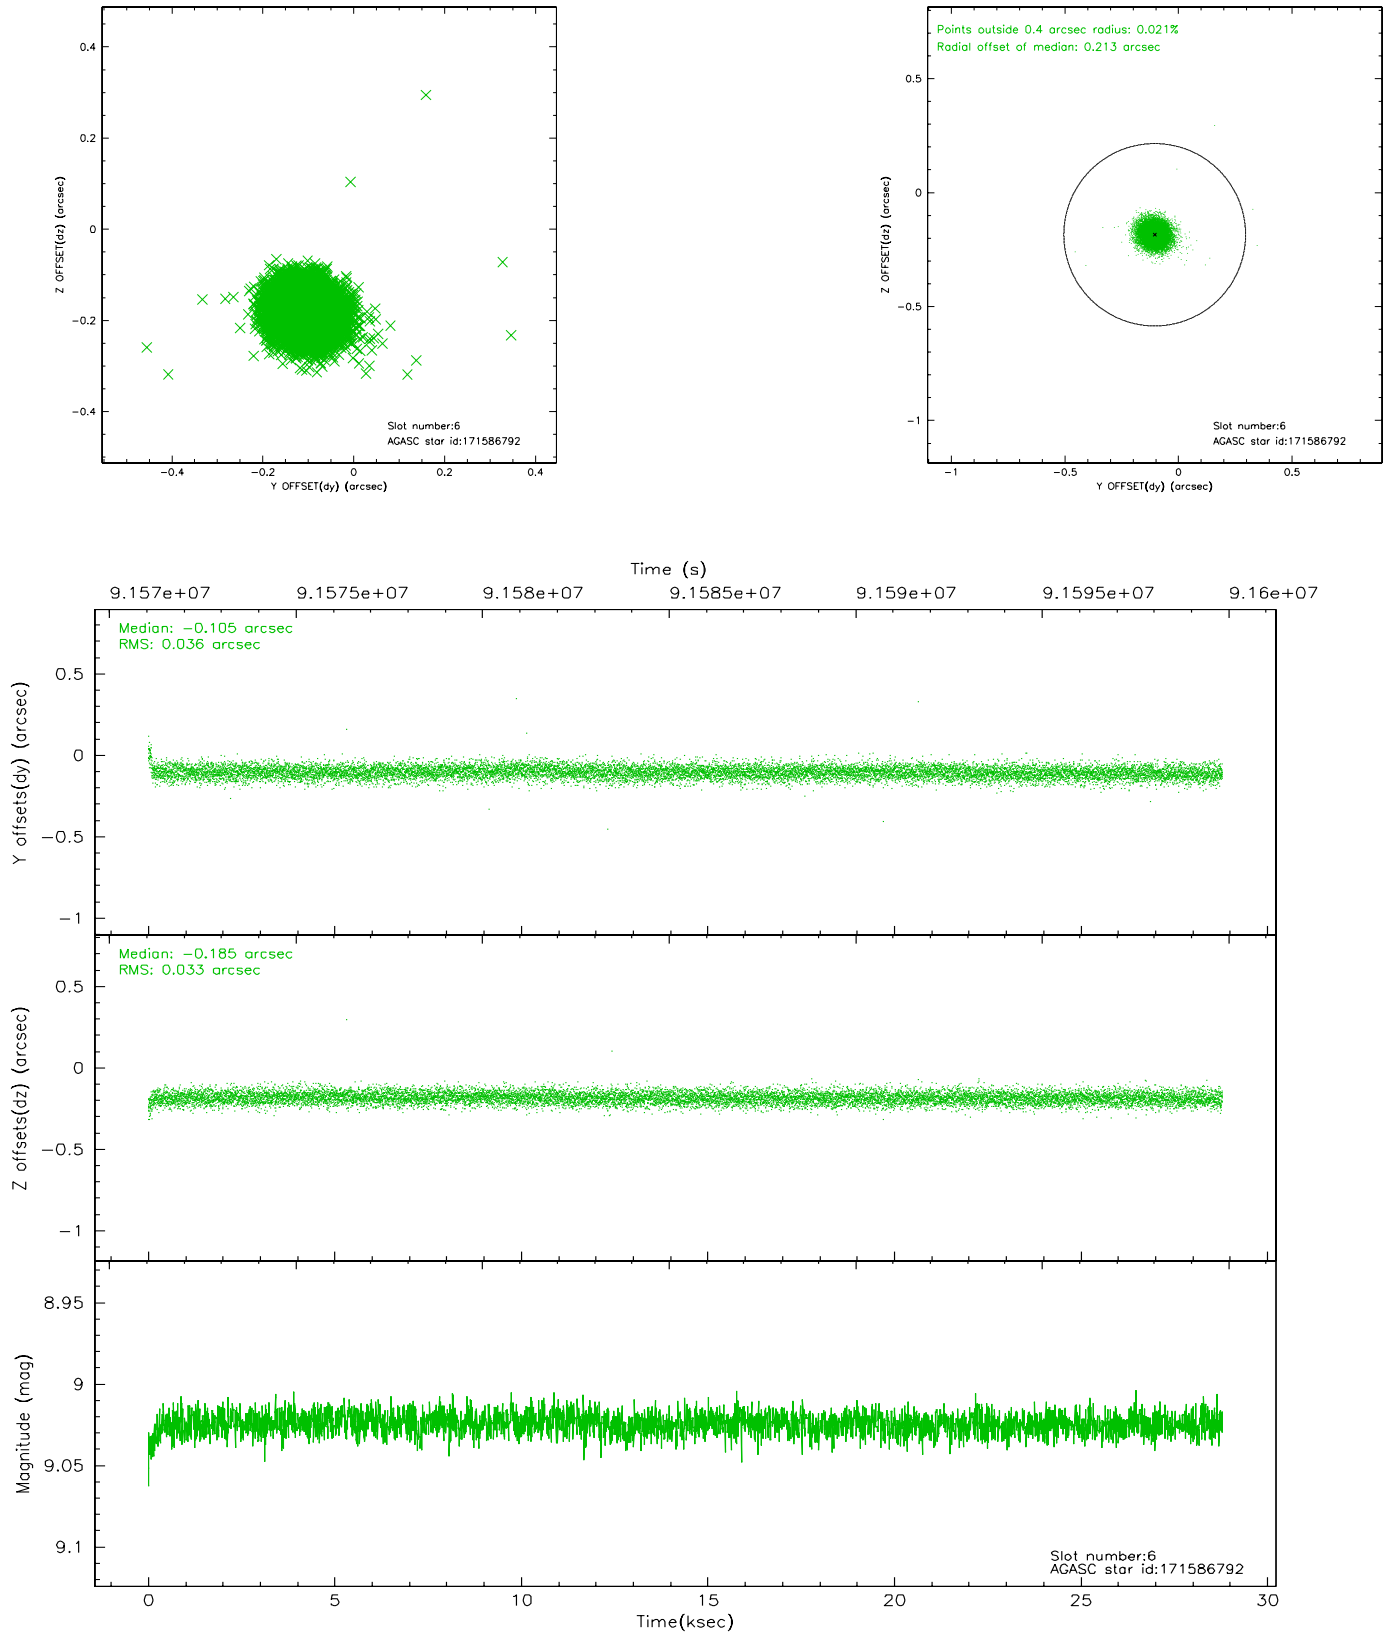 0.4
0.2
0
−0.2
−0.4
Z OFFSET(dz) (arcsec)
−0.4
−0.2
0
0.2
0.4
Y OFFSET(dy) (arcsec)
Slot number:6
AGASC star id:171586792
Points outside 0.4 arcsec radius: 0.021%
Radial offset of median: 0.213 arcsec
0.5
0
−0.5
−1
Z OFFSET(dz) (arcsec)
−1
−0.5
0
0.5
Y OFFSET(dy) (arcsec)
Slot number:6
AGASC star id:171586792
Time (s)
9.157e+07
9.1575e+07
9.158e+07
9.1585e+07
9.159e+07
9.1595e+07
9.16e+07
Median: −0.105 arcsec
RMS: 0.036 arcsec
0.5
0
−0.5
−1
Y offsets(dy) (arcsec)
Median: −0.185 arcsec
RMS: 0.033 arcsec
0.5
0
−0.5
−1
Z offsets(dz) (arcsec)
8.95
9
9.05
9.1
Magnitude (mag)
Slot number:6
AGASC star id:171586792
0
5
10
15
20
25
30
Time(ksec)